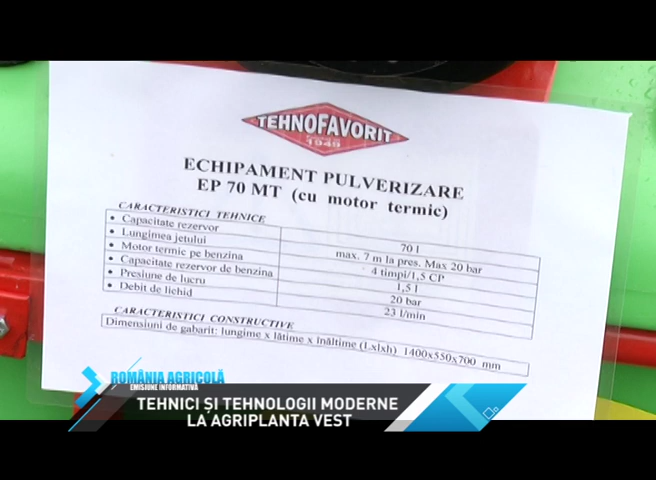 TEHNOFAVORIT
1949
ECHIPAMENT PULVERIZARE
EP 70 MT (cu motor termic)
CARACTERISTICI TEHNICE
• Capacitate rezervor 70 l
• Lungimea jetului max. 7 m la pres. Max 20 bar
• Motor termic pe benzina 4 timpi/1,5 CP
• Capacitate rezervor de benzina 1,5 l
• Presiune de lucru 20 bar
• Debit de lichid 23 l/min
CARACTERISTICI CONSTRUCTIVE
Dimensiuni de gabarit: lungime x lătime x înăltime (Lxlxh) 1400x550x700 mm
ROMÂNIA AGRICOLĂ
EMISIUNE INFORMATIVĂ
TEHNICI ȘI TEHNOLOGII MODERNE
LA AGRIPLANTA VEST